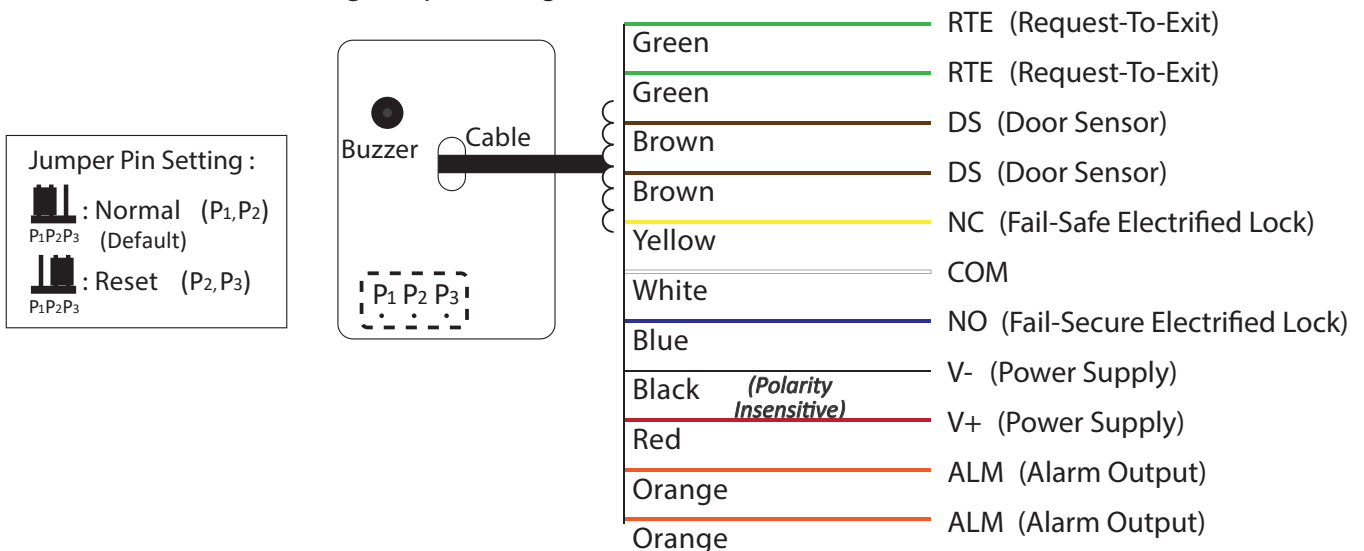 Jumper Pin Setting :
: Normal (P1,P2)
P1P2P3 (Default)
: Reset (P2,P3)
P1P2P3
Buzzer
Cable
P1 P2 P3
Green RTE (Request-To-Exit)
Green RTE (Request-To-Exit)
Brown DS (Door Sensor)
Brown DS (Door Sensor)
Yellow NC (Fail-Safe Electrified Lock)
White COM
Blue NO (Fail-Secure Electrified Lock)
Black V- (Power Supply)
(Polarity
Insensitive)
Red V+ (Power Supply)
Orange ALM (Alarm Output)
Orange ALM (Alarm Output)